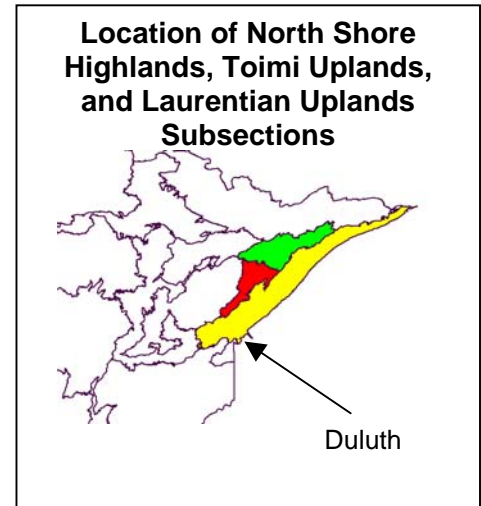 Location of North Shore
Highlands, Toimi Uplands,
and Laurentian Uplands
Subsections
Duluth